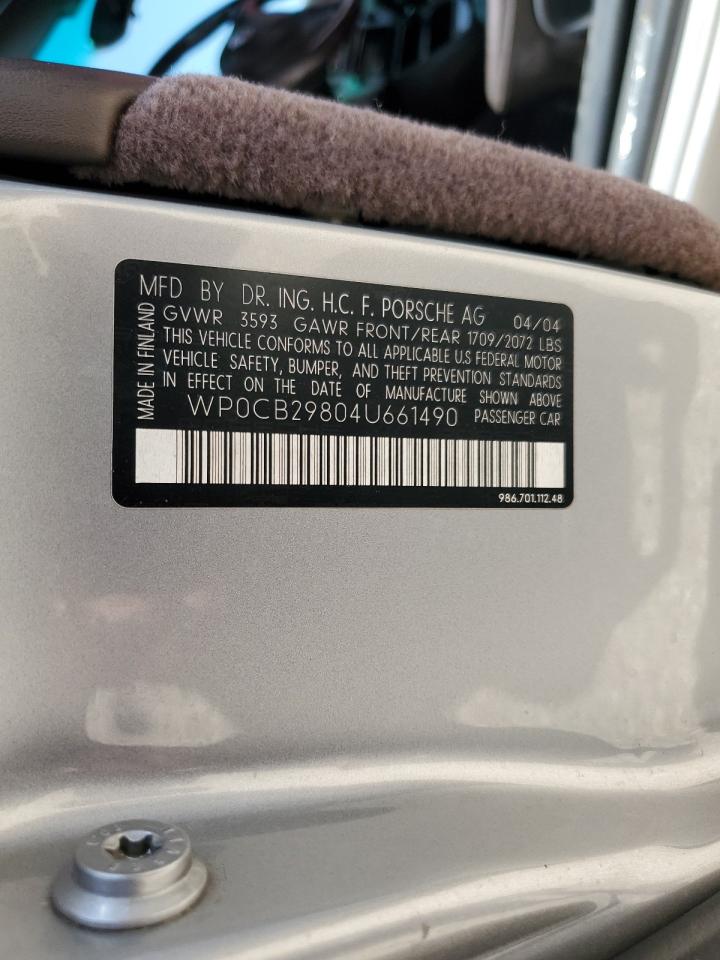 MFD BY DR. ING. H.C. F. PORSCHE AG 04/04
GVWR 3593 GAWR FRONT/REAR 1709/2072 LBS
THIS VEHICLE CONFORMS TO ALL APPLICABLE U.S FEDERAL MOTOR
VEHICLE SAFETY, BUMPER, AND THEFT PREVENTION STANDARDS
IN EFFECT ON THE DATE OF MANUFACTURE SHOWN ABOVE
WP0CB29804U661490 PASSENGER CAR
MADE IN FINLAND
986.701.112.48